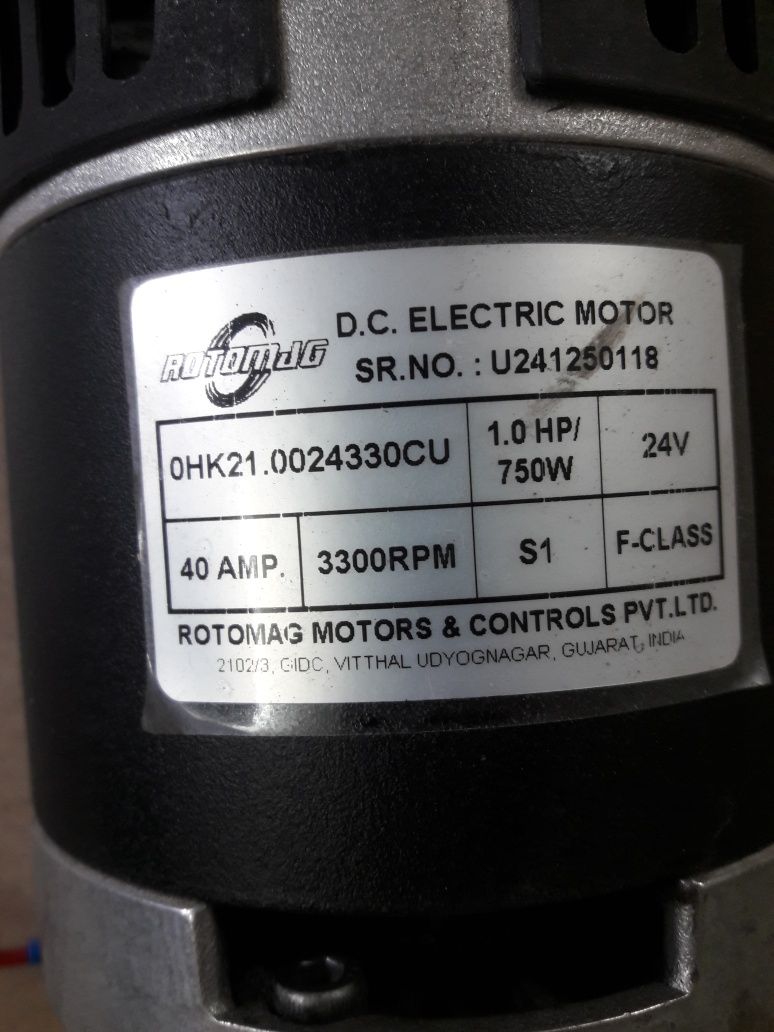 ROTOMAG
D.C. ELECTRIC MOTOR
SR.NO. : U241250118
0HK21.0024330CU
1.0 HP/
750W
24V
40 AMP.
3300RPM
S1
F-CLASS
ROTOMAG MOTORS & CONTROLS PVT.LTD.
2102/3, GIDC, VITTHAL UDYOGNAGAR, GUJARAT, INDIA